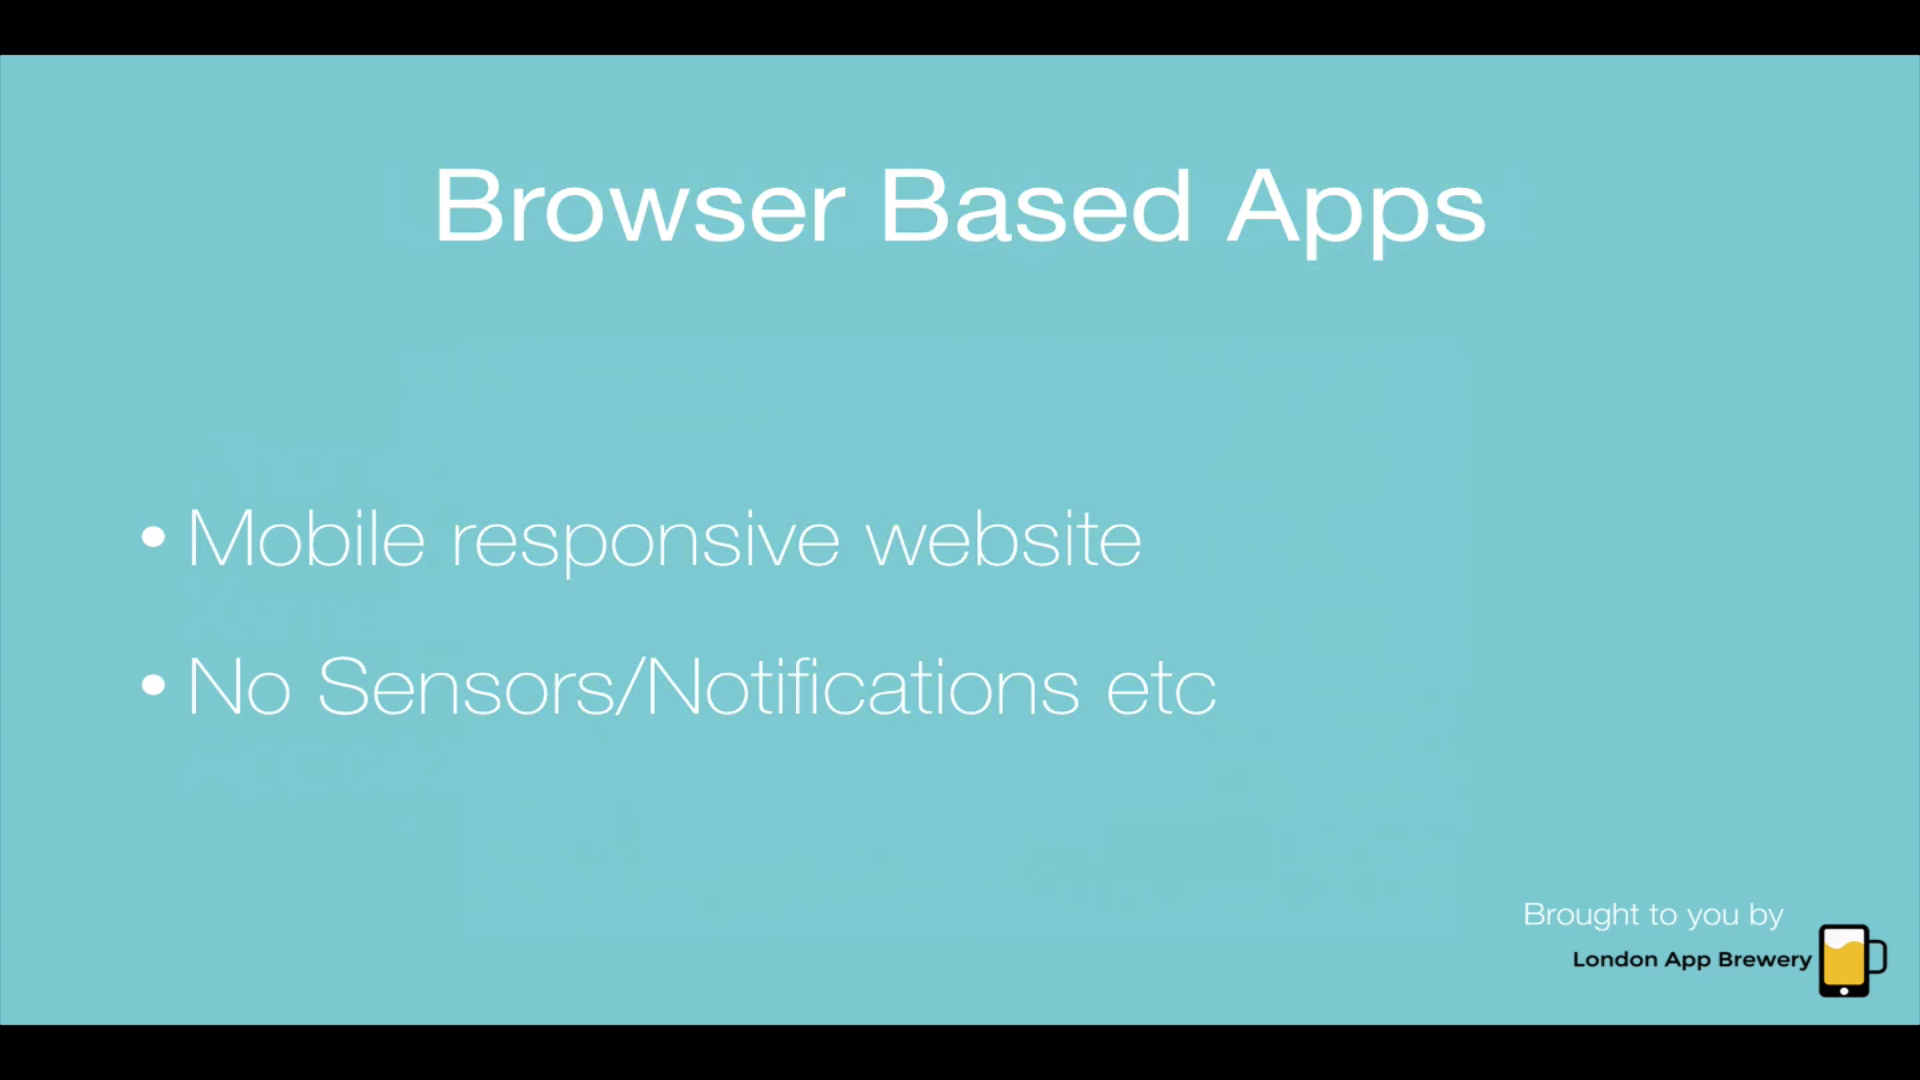 Browser Based Apps
• Mobile responsive website
• No Sensors/Notifications etc
Brought to you by
London App Brewery